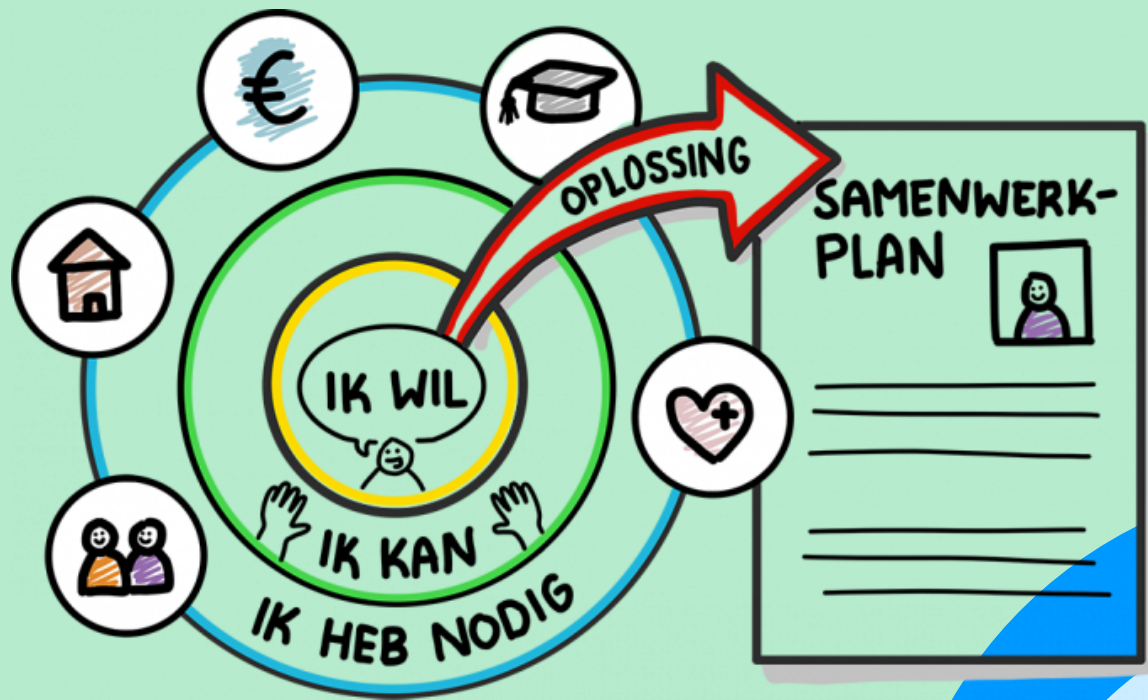 €
OPLOSSING
SAMENWERK-
PLAN
IK WIL
IK KAN
IK HEB NODIG